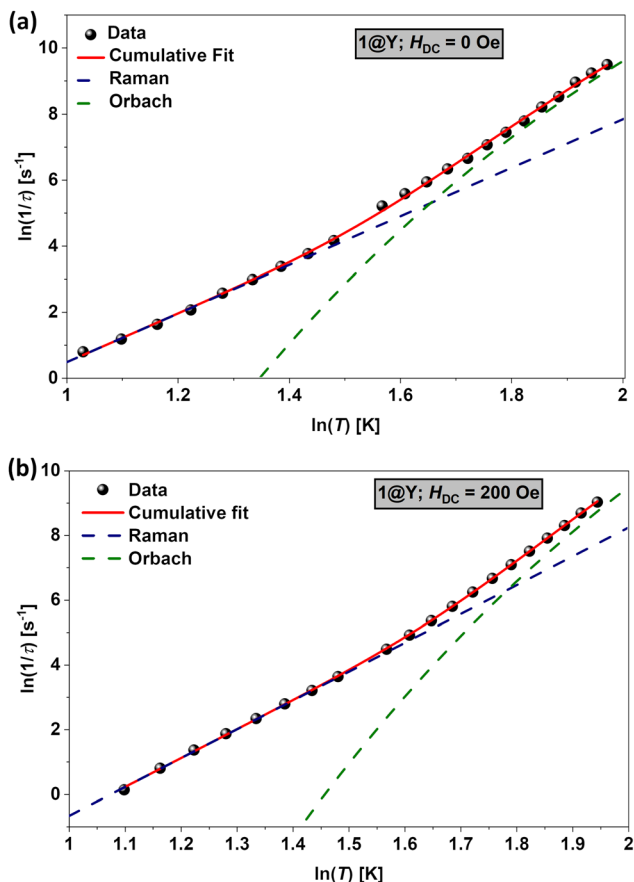 (a)
Data
Cumulative Fit
Raman
Orbach
1@Y; H_DC = 0 Oe
ln(1/τ) [s⁻¹]
10
8
6
4
2
0
1 1.2 1.4 1.6 1.8 2
ln(T) [K]
(b)
Data
Cumulative fit
Raman
Orbach
1@Y; H_DC = 200 Oe
ln(1/τ) [s⁻¹]
10
8
6
4
2
0
1 1.1 1.2 1.3 1.4 1.5 1.6 1.7 1.8 1.9 2
ln(T) [K]